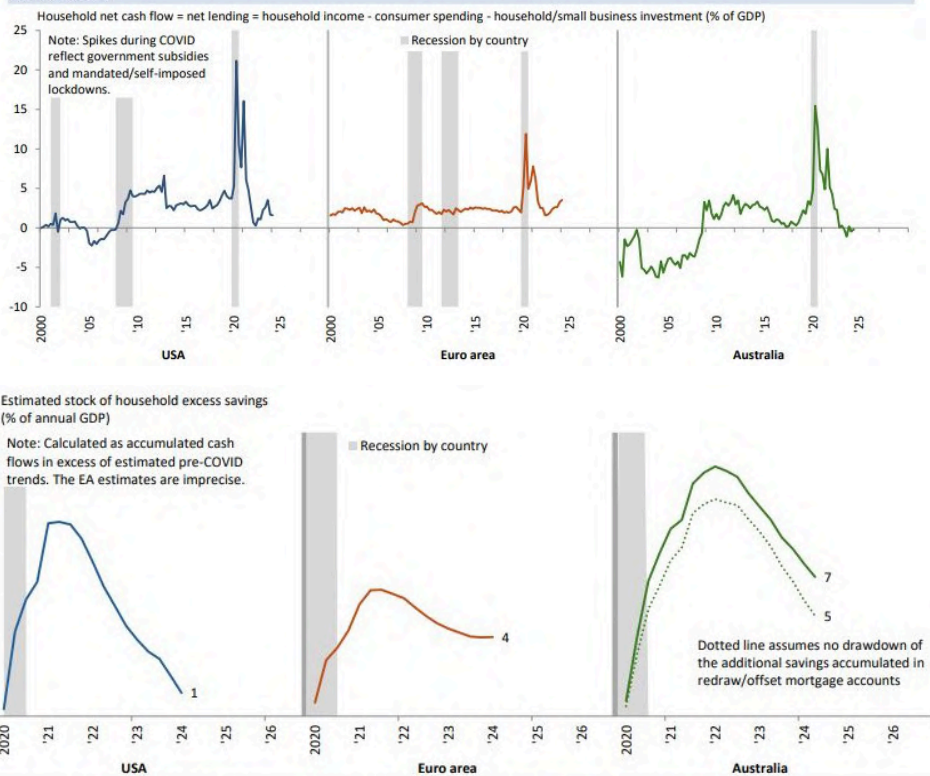 Household net cash flow = net lending = household income - consumer spending - household/small business investment (% of GDP)
25
20
15
10
5
0
-5
-10
Note: Spikes during COVID
reflect government subsidies
and mandated/self-imposed
lockdowns.
Recession by country
2000
'05
'10
'15
'20
'25
2000
'05
'10
'15
'20
'25
2000
'05
'10
'15
'20
'25
USA
Euro area
Australia
Estimated stock of household excess savings
(% of annual GDP)
Note: Calculated as accumulated cash
flows in excess of estimated pre-COVID
trends. The EA estimates are imprecise.
Recession by country
1
4
7
5
Dotted line assumes no drawdown of
the additional savings accumulated in
redraw/offset mortgage accounts
2020
'21
'22
'23
'24
'25
'26
2020
'21
'22
'23
'24
'25
'26
2020
'21
'22
'23
'24
'25
'26
USA
Euro area
Australia